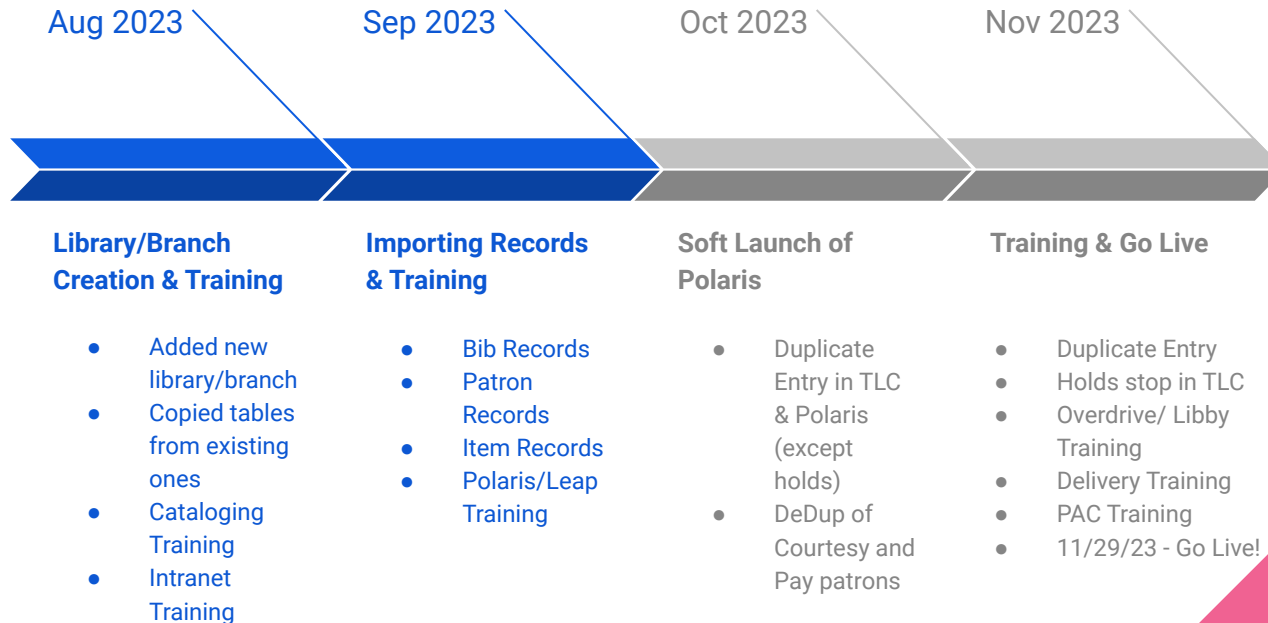 Aug 2023
Sep 2023
Oct 2023
Nov 2023
Library/Branch
Creation & Training
● Added new
library/branch
● Copied tables
from existing
ones
● Cataloging
Training
● Intranet
Training
Importing Records
& Training
● Bib Records
● Patron
Records
● Item Records
● Polaris/Leap
Training
Soft Launch of
Polaris
● Duplicate
Entry in TLC
& Polaris
(except
holds)
● DeDup of
Courtesy and
Pay patrons
Training & Go Live
● Duplicate Entry
● Holds stop in TLC
● Overdrive/ Libby
Training
● Delivery Training
● PAC Training
● 11/29/23 - Go Live!